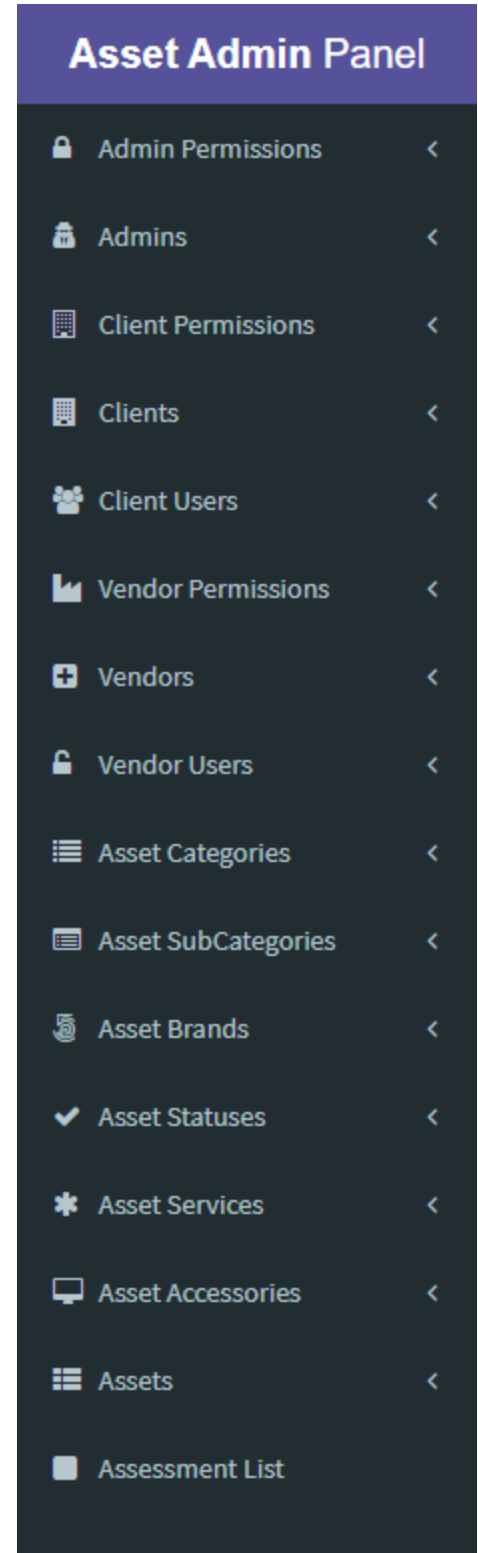 Asset Admin Panel
Admin Permissions
Admins
Client Permissions
Clients
Client Users
Vendor Permissions
Vendors
Vendor Users
Asset Categories
Asset SubCategories
Asset Brands
Asset Statuses
Asset Services
Asset Accessories
Assets
Assessment List